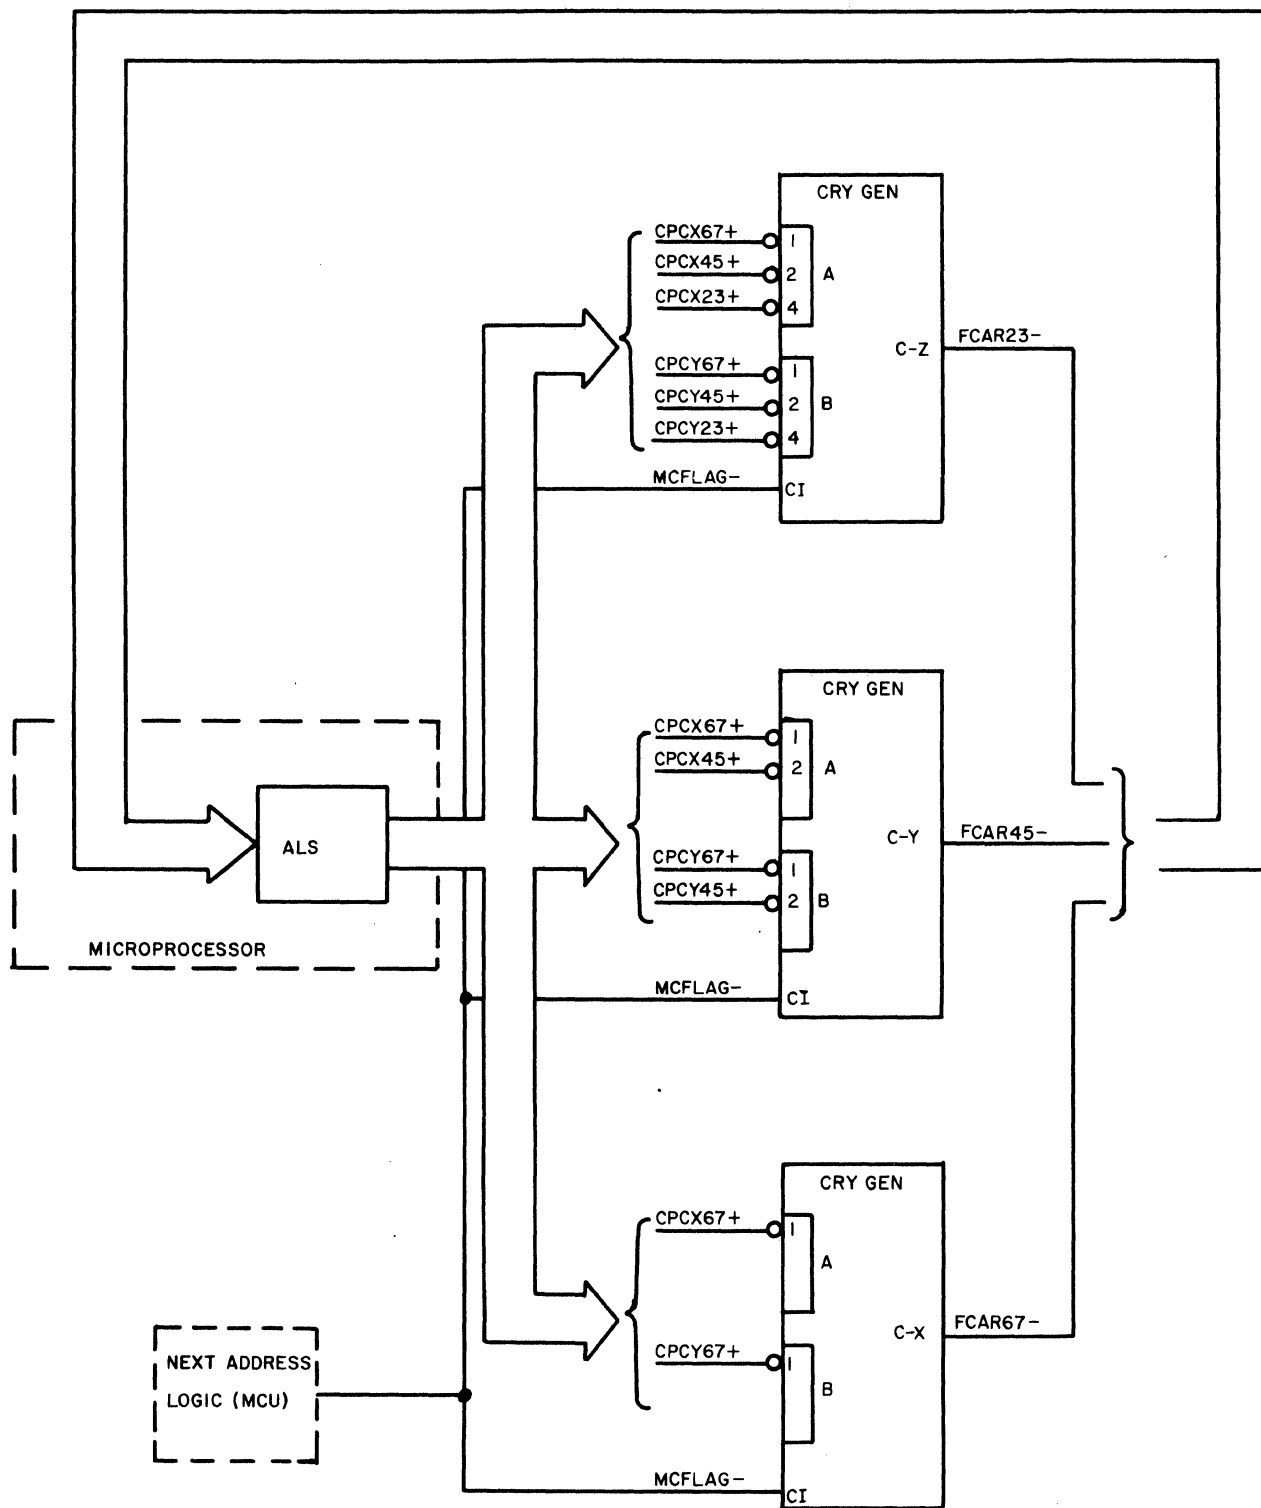 CRY GEN
CPCX67+ 1
CPCX45+ 2 A
CPCX23+ 4
C-Z FCAR23-
CPCY67+ 1
CPCY45+ 2 B
CPCY23+ 4
MCFLAG- CI
CRY GEN
CPCX67+ 1
CPCX45+ 2 A
ALS
C-Y FCAR45-
CPCY67+ 1
CPCY45+ 2 B
MICROPROCESSOR
MCFLAG- CI
CRY GEN
CPCX67+ 1
A
C-X FCAR67-
CPCY67+ 1
B
NEXT ADDRESS
LOGIC (MCU)
MCFLAG- CI